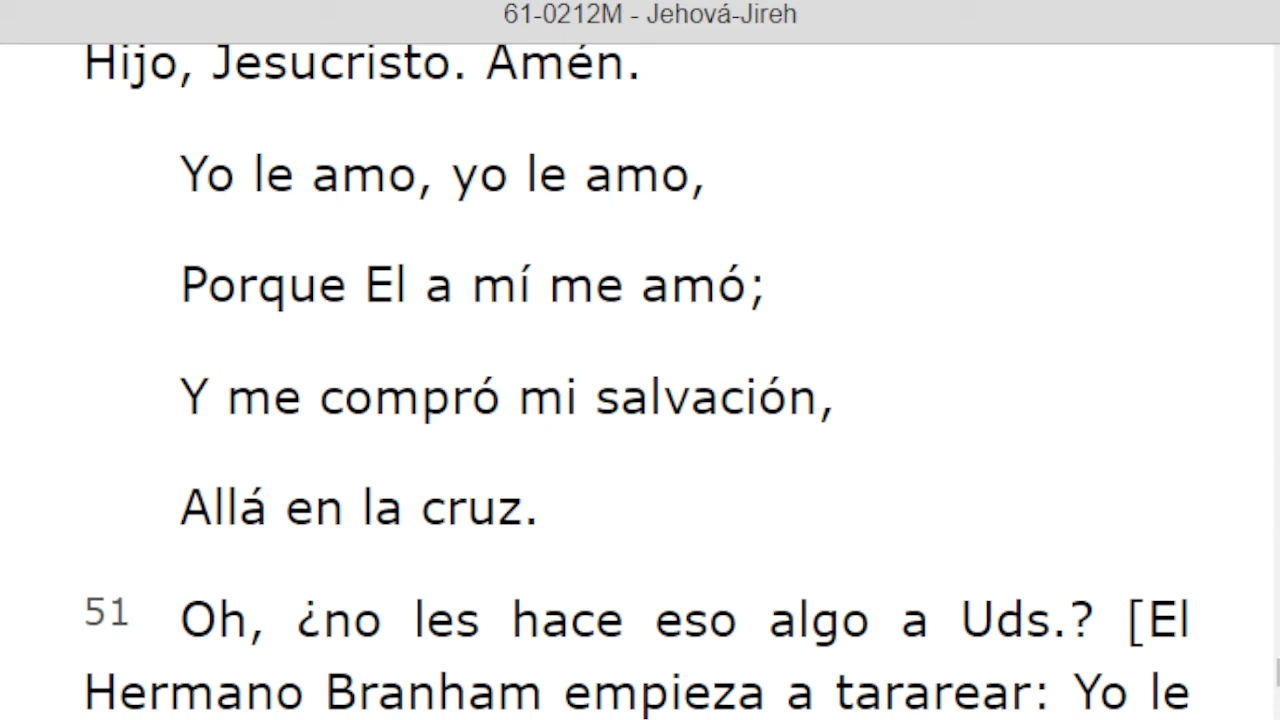 61-0212M - Jehová-Jireh
Hijo, Jesucristo. Amén.
Yo le amo, yo le amo,
Porque El a mí me amó;
Y me compró mi salvación,
Allá en la cruz.
51 Oh, ¿no les hace eso algo a Uds.? [El
Hermano Branham empieza a tararear: Yo le